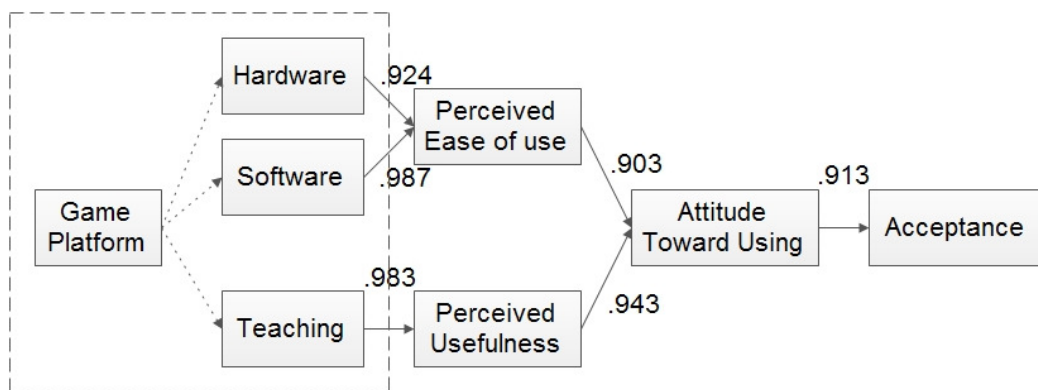 Hardware
.924
Perceived
Ease of use
Software
.987
.903
.913
Game
Platform
Attitude
Toward Using
Acceptance
.983
Teaching
Perceived
Usefulness
.943